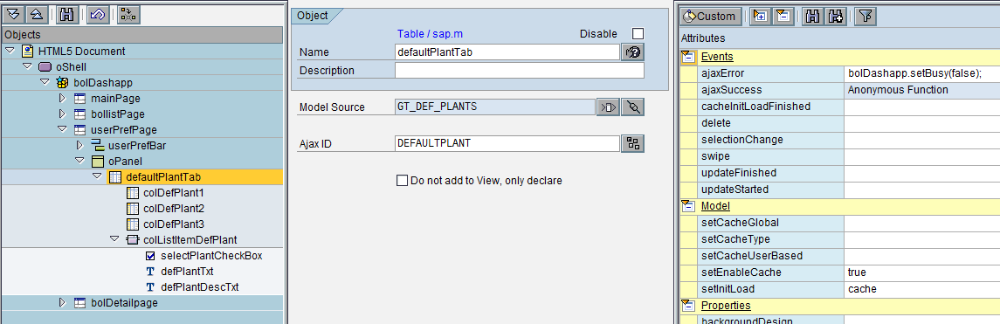 Objects
HTML5 Document
oShell
bolDashapp
mainPage
bollistPage
userPrefPage
userPrefBar
oPanel
defaultPlantTab
colDefPlant1
colDefPlant2
colDefPlant3
colListItemDefPlant
selectPlantCheckBox
T defPlantTxt
T defPlantDescTxt
bolDetailpage
Object
Table / sap.m Disable
Name defaultPlantTab
Description
Model Source GT_DEF_PLANTS
Ajax ID DEFAULTPLANT
Do not add to View, only declare
Custom
Attributes
Events
ajaxError bolDashapp.setBusy(false);
ajaxSuccess Anonymous Function
cacheInitLoadFinished
delete
selectionChange
swipe
updateFinished
updateStarted
Model
setCacheGlobal
setCacheType
setCacheUserBased
setEnableCache true
setInitLoad cache
Properties
backgroundDesign